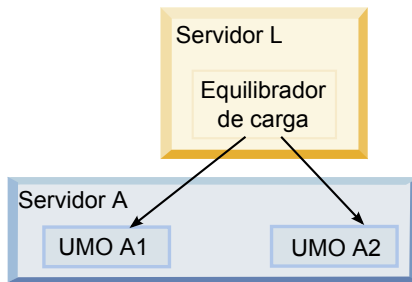 Servidor L
Equilibrador
de carga
Servidor A
UMO A1
UMO A2